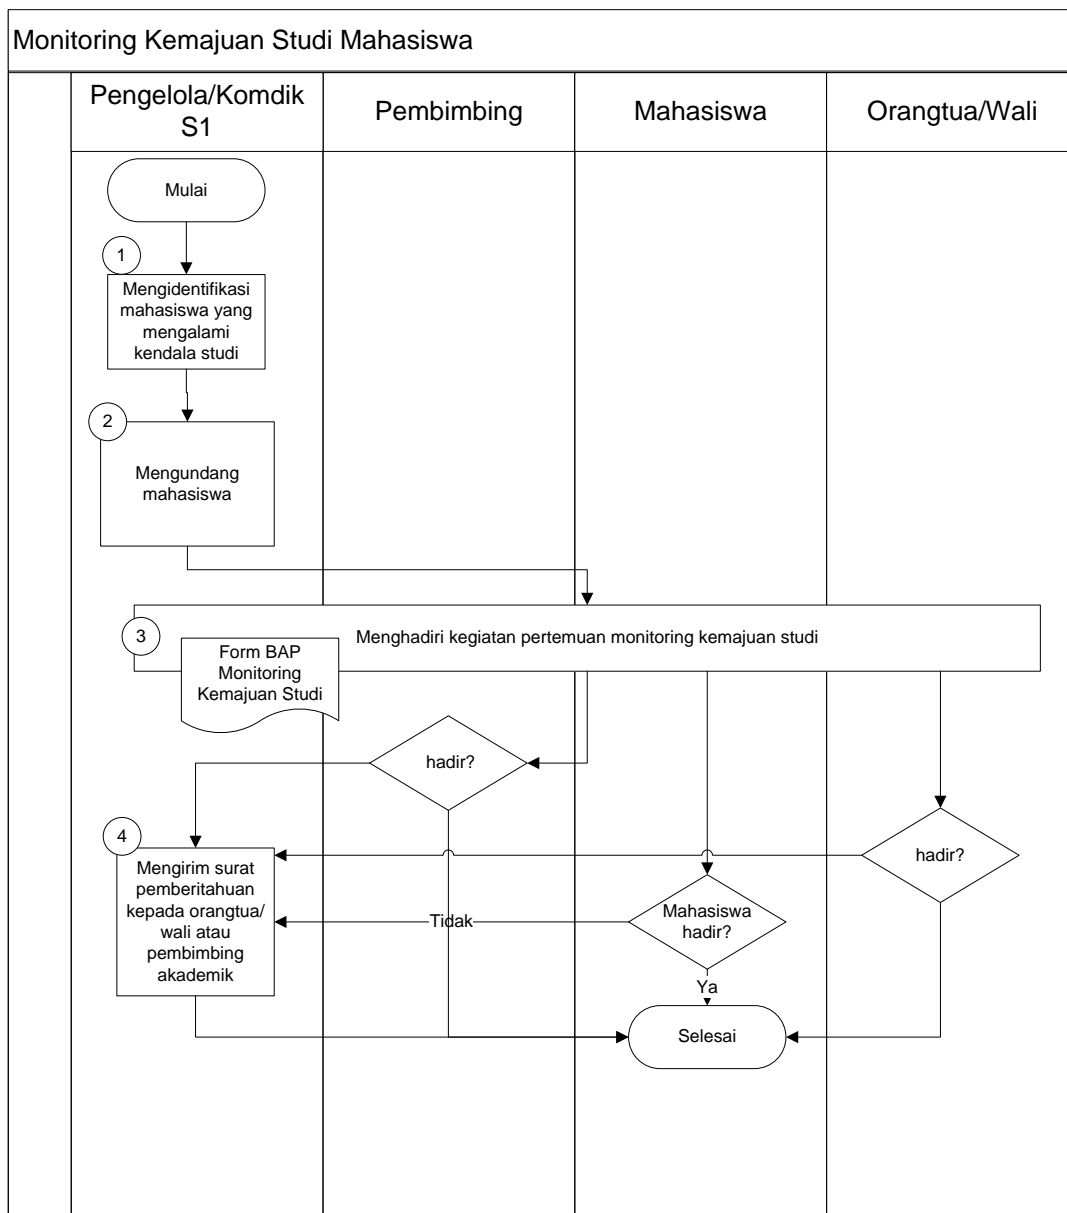 Monitoring Kemajuan Studi Mahasiswa
Pengelola/Komdik
S1
Pembimbing
Mahasiswa
Orangtua/Wali
Mulai
1
Mengidentifikasi
mahasiswa yang
mengalami
kendala studi
2
Mengundang
mahasiswa
3
Menghadiri kegiatan pertemuan monitoring kemajuan studi
Form BAP
Monitoring
Kemajuan Studi
hadir?
4
Mengirim surat
pemberitahuan
kepada orangtua/
wali atau
pembimbing
akademik
hadir?
Tidak
Mahasiswa
hadir?
Ya
Selesai